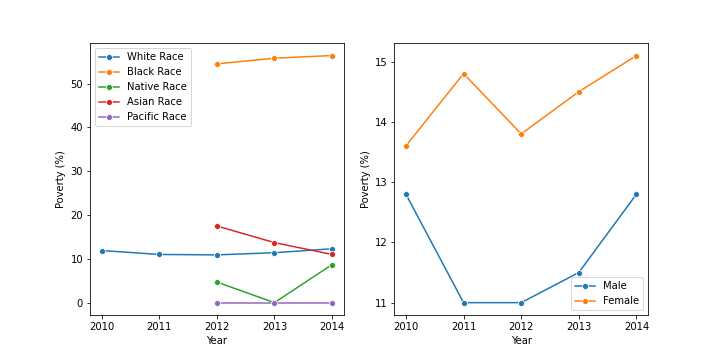 White Race
Black Race
Native Race
Asian Race
Pacific Race
50
40
30
20
10
0
Poverty (%)
2010 2011 2012 2013 2014
Year
15
14
13
12
11
Poverty (%)
Male
Female
2010 2011 2012 2013 2014
Year